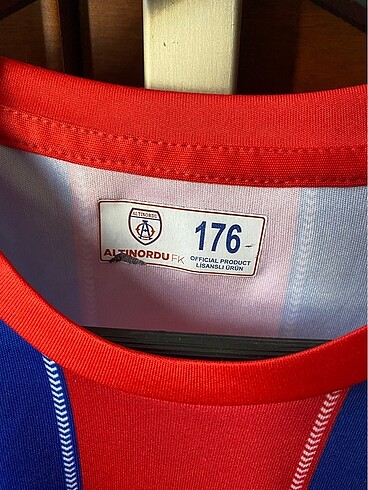 ALTINORDU
176
ALTINORDU FK
OFFICIAL PRODUCT
LİSANSLI ÜRÜN